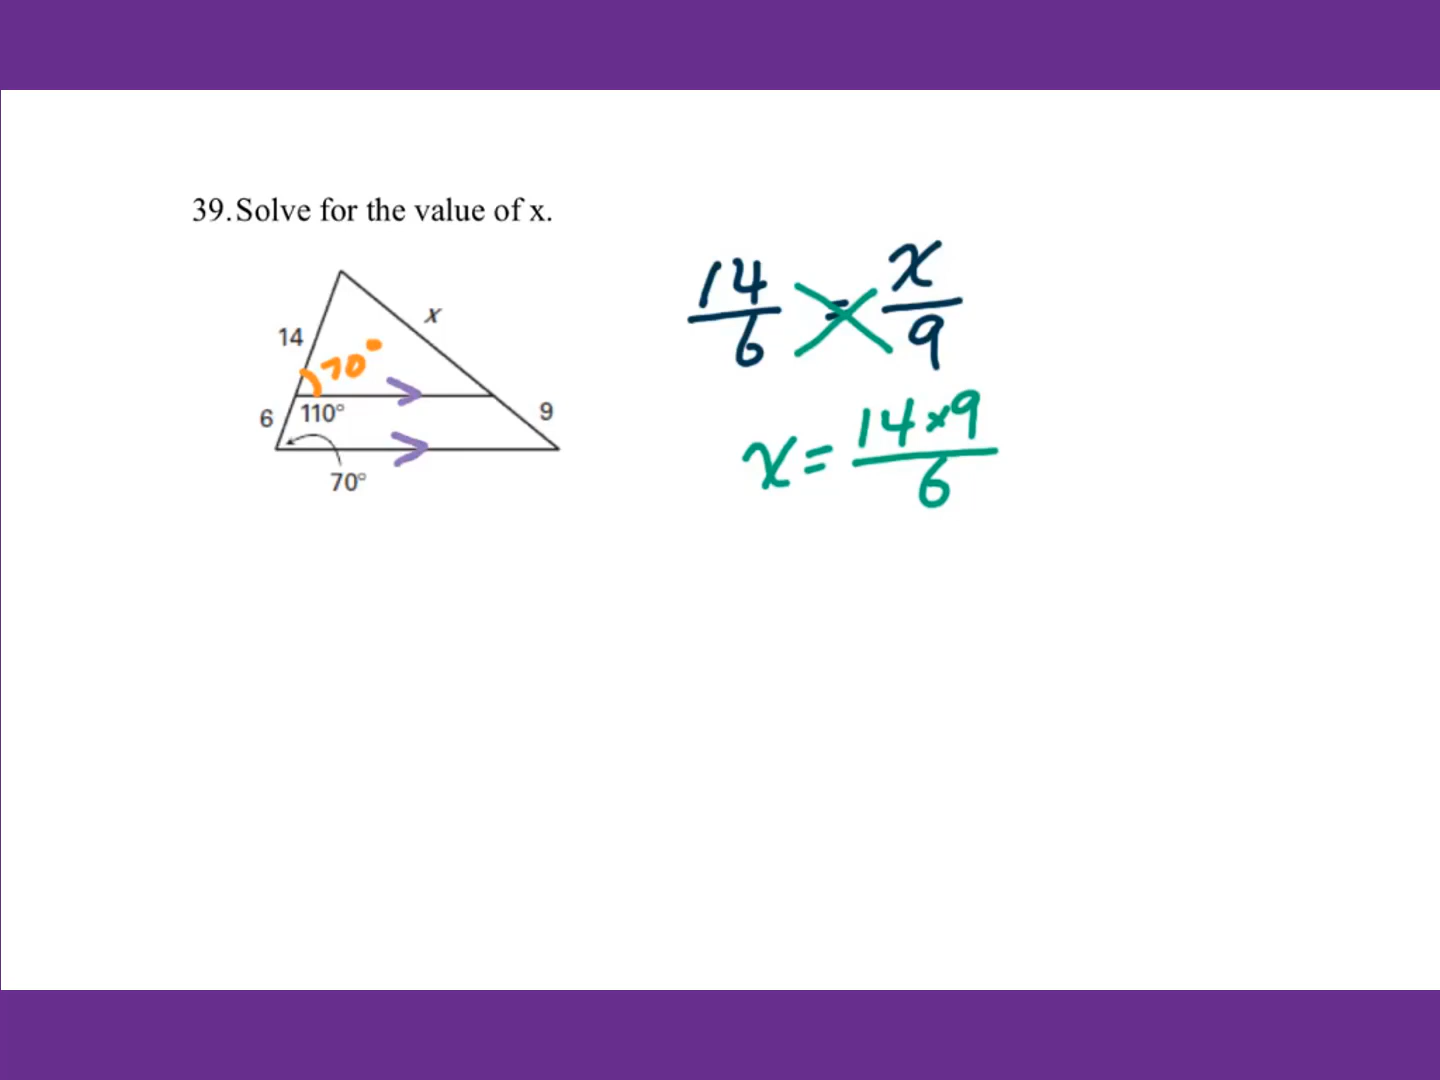 39. Solve for the value of x.
14
x
70°
6
110°
9
70°
14/6 = x/9
x = 14 × 9 / 6